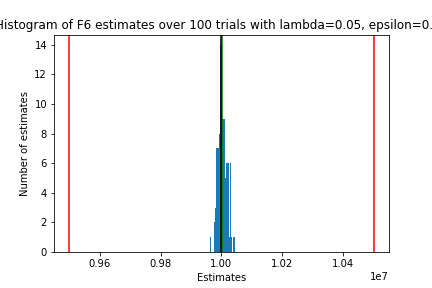 Histogram of F6 estimates over 100 trials with lambda=0.05, epsilon=0.
Number of estimates
14
12
10
8
6
4
2
0
0.96 0.98 1.00 1.02 1.04
1e7
Estimates